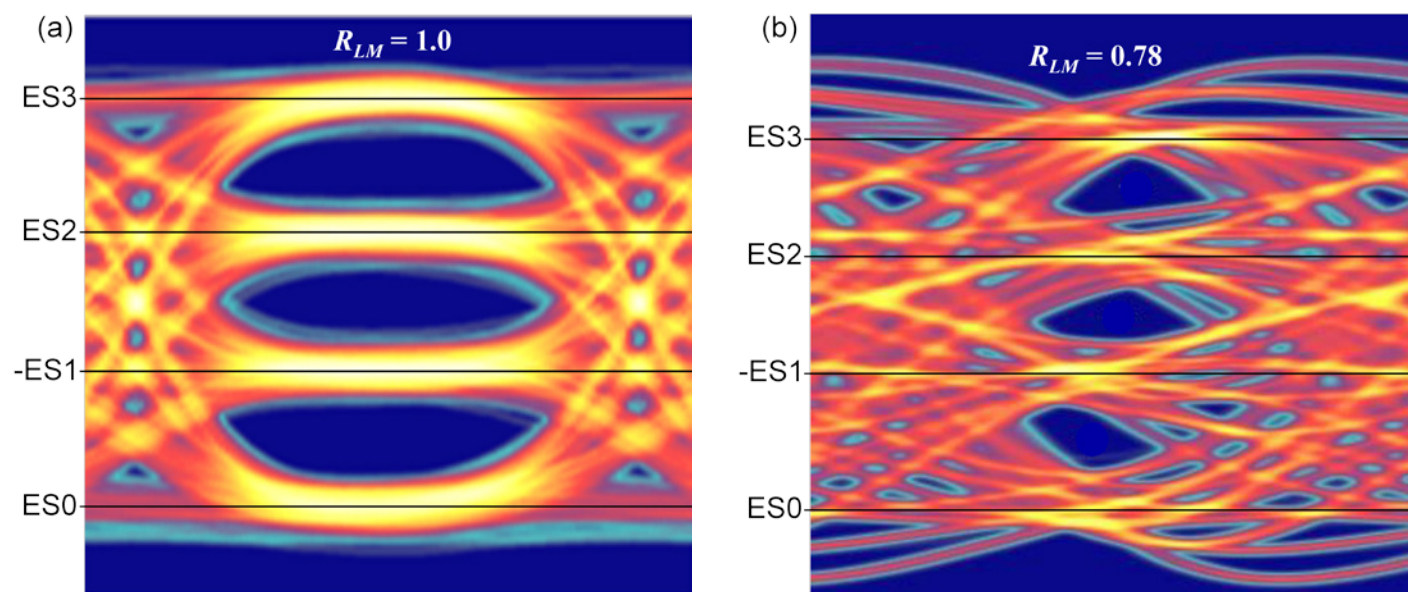 (a)
R_LM = 1.0
ES3
ES2
-ES1
ES0
(b)
R_LM = 0.78
ES3
ES2
-ES1
ES0